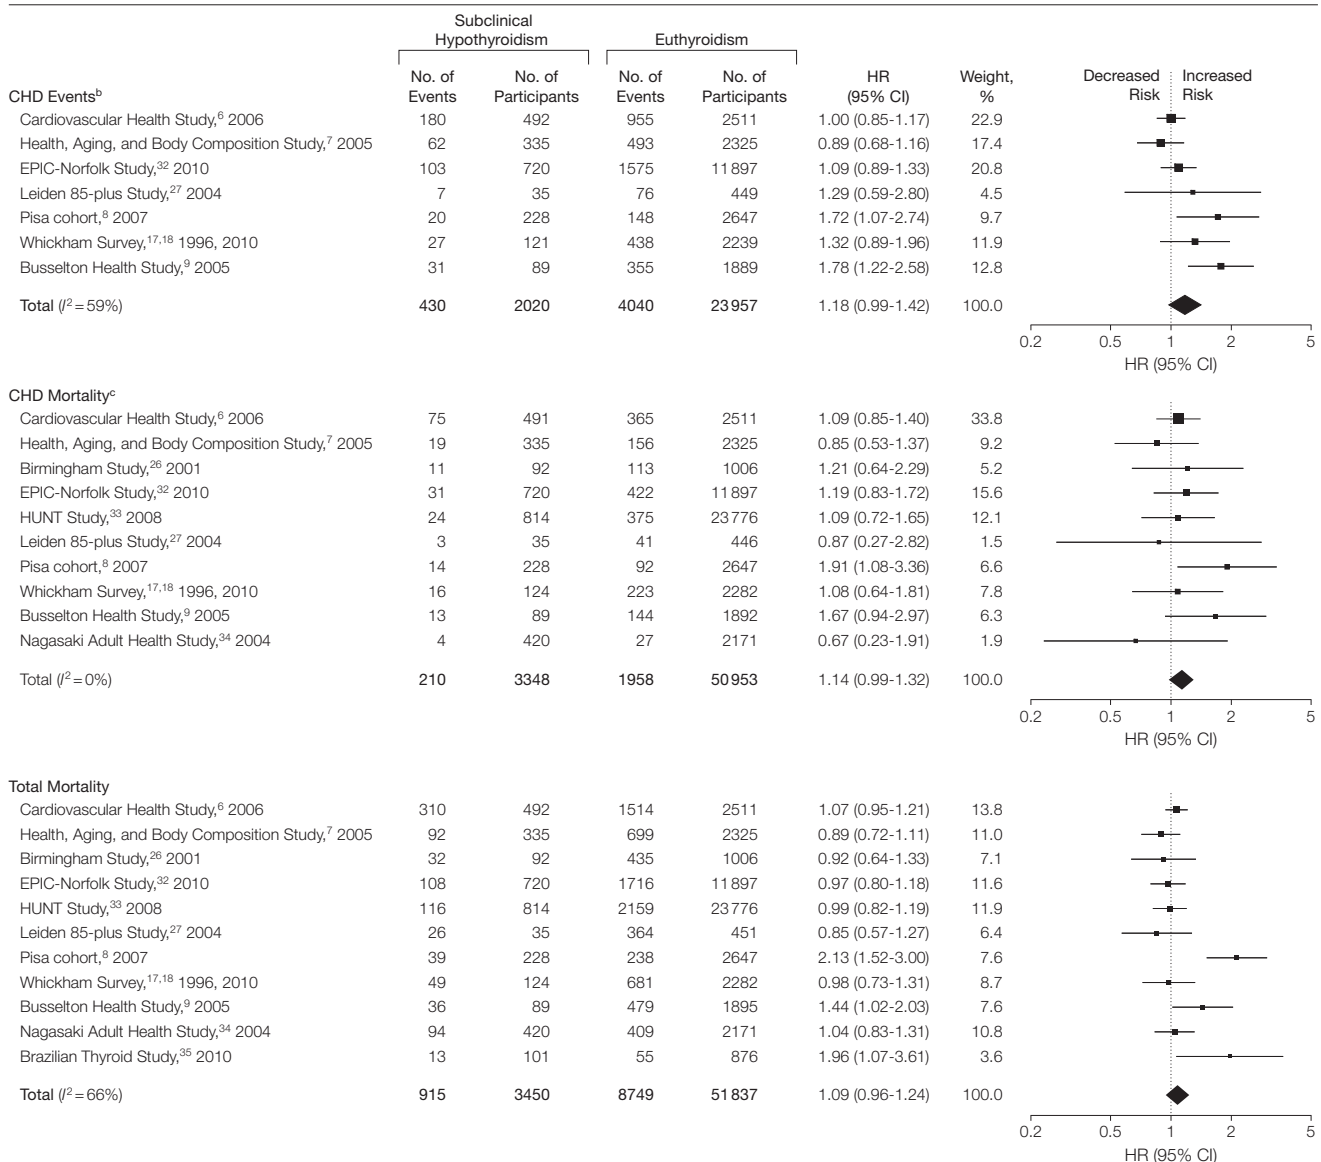 Subclinical
Hypothyroidism Euthyroidism
No. of No. of No. of No. of HR Weight, Decreased Increased
CHD Eventsᵇ Events Participants Events Participants (95% CI) % Risk Risk
Cardiovascular Health Study,⁶ 2006 180 492 955 2511 1.00 (0.85-1.17) 22.9
Health, Aging, and Body Composition Study,⁷ 2005 62 335 493 2325 0.89 (0.68-1.16) 17.4
EPIC-Norfolk Study,³² 2010 103 720 1575 11 897 1.09 (0.89-1.33) 20.8
Leiden 85-plus Study,²⁷ 2004 7 35 76 449 1.29 (0.59-2.80) 4.5
Pisa cohort,⁸ 2007 20 228 148 2647 1.72 (1.07-2.74) 9.7
Whickham Survey,¹⁷,¹⁸ 1996, 2010 27 121 438 2239 1.32 (0.89-1.96) 11.9
Busselton Health Study,⁹ 2005 31 89 355 1889 1.78 (1.22-2.58) 12.8
Total (I² = 59%) 430 2020 4040 23 957 1.18 (0.99-1.42) 100.0
0.2 0.5 1 2 5
HR (95% CI)
CHD Mortalityᶜ
Cardiovascular Health Study,⁶ 2006 75 491 365 2511 1.09 (0.85-1.40) 33.8
Health, Aging, and Body Composition Study,⁷ 2005 19 335 156 2325 0.85 (0.53-1.37) 9.2
Birmingham Study,²⁶ 2001 11 92 113 1006 1.21 (0.64-2.29) 5.2
EPIC-Norfolk Study,³² 2010 31 720 422 11 897 1.19 (0.83-1.72) 15.6
HUNT Study,³³ 2008 24 814 375 23 776 1.09 (0.72-1.65) 12.1
Leiden 85-plus Study,²⁷ 2004 3 35 41 446 0.87 (0.27-2.82) 1.5
Pisa cohort,⁸ 2007 14 228 92 2647 1.91 (1.08-3.36) 6.6
Whickham Survey,¹⁷,¹⁸ 1996, 2010 16 124 223 2282 1.08 (0.64-1.81) 7.8
Busselton Health Study,⁹ 2005 13 89 144 1892 1.67 (0.94-2.97) 6.3
Nagasaki Adult Health Study,³⁴ 2004 4 420 27 2171 0.67 (0.23-1.91) 1.9
Total (I² = 0%) 210 3348 1958 50 953 1.14 (0.99-1.32) 100.0
0.2 0.5 1 2 5
HR (95% CI)
Total Mortality
Cardiovascular Health Study,⁶ 2006 310 492 1514 2511 1.07 (0.95-1.21) 13.8
Health, Aging, and Body Composition Study,⁷ 2005 92 335 699 2325 0.89 (0.72-1.11) 11.0
Birmingham Study,²⁶ 2001 32 92 435 1006 0.92 (0.64-1.33) 7.1
EPIC-Norfolk Study,³² 2010 108 720 1716 11 897 0.97 (0.80-1.18) 11.6
HUNT Study,³³ 2008 116 814 2159 23 776 0.99 (0.82-1.19) 11.9
Leiden 85-plus Study,²⁷ 2004 26 35 364 451 0.85 (0.57-1.27) 6.4
Pisa cohort,⁸ 2007 39 228 238 2647 2.13 (1.52-3.00) 7.6
Whickham Survey,¹⁷,¹⁸ 1996, 2010 49 124 681 2282 0.98 (0.73-1.31) 8.7
Busselton Health Study,⁹ 2005 36 89 479 1895 1.44 (1.02-2.03) 7.6
Nagasaki Adult Health Study,³⁴ 2004 94 420 409 2171 1.04 (0.83-1.31) 10.8
Brazilian Thyroid Study,³⁵ 2010 13 101 55 876 1.96 (1.07-3.61) 3.6
Total (I² = 66%) 915 3450 8749 51 837 1.09 (0.96-1.24) 100.0
0.2 0.5 1 2 5
HR (95% CI)